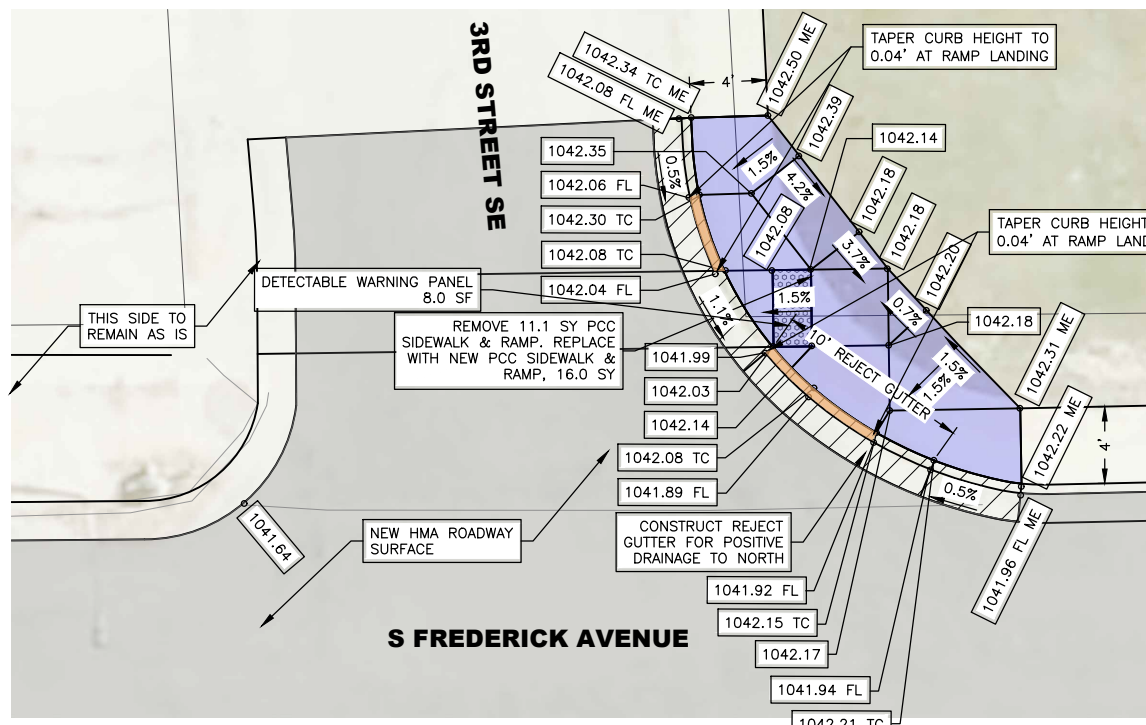 3RD STREET SE
TAPER CURB HEIGHT TO
0.04' AT RAMP LANDING
1042.34 TC ME
1042.08 FL ME
4'
1042.50 ME
1042.39
1042.14
1042.35
1042.06 FL
1042.30 TC
1042.08 TC
1042.04 FL
0.5%
1.5%
4.2%
1042.08
1042.18
1042.18
3.7%
1042.20
TAPER CURB HEIGHT
0.04' AT RAMP LAND
DETECTABLE WARNING PANEL
8.0 SF
THIS SIDE TO
REMAIN AS IS
REMOVE 11.1 SY PCC
SIDEWALK & RAMP. REPLACE
WITH NEW PCC SIDEWALK &
RAMP, 16.0 SY
1.1%
1.5%
0.7%
1042.18
1041.99
1042.03
1042.14
1042.08 TC
1041.89 FL
10' REJECT GUTTER
1.5%
1.5%
1042.31 ME
1042.22 ME
4'
0.5%
1041.96 FL ME
1041.64
NEW HMA ROADWAY
SURFACE
CONSTRUCT REJECT
GUTTER FOR POSITIVE
DRAINAGE TO NORTH
1041.92 FL
1042.15 TC
1042.17
1041.94 FL
1042.21 TC
S FREDERICK AVENUE